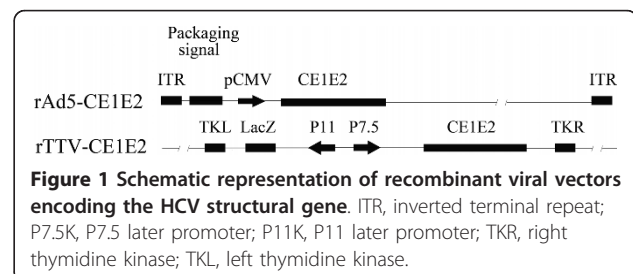 Packaging
signal
ITR pCMV CE1E2 ITR
rAd5-CE1E2
TKL LacZ P11 P7.5 CE1E2 TKR
rTTV-CE1E2
Figure 1 Schematic representation of recombinant viral vectors
encoding the HCV structural gene. ITR, inverted terminal repeat;
P7.5K, P7.5 later promoter; P11K, P11 later promoter; TKR, right
thymidine kinase; TKL, left thymidine kinase.